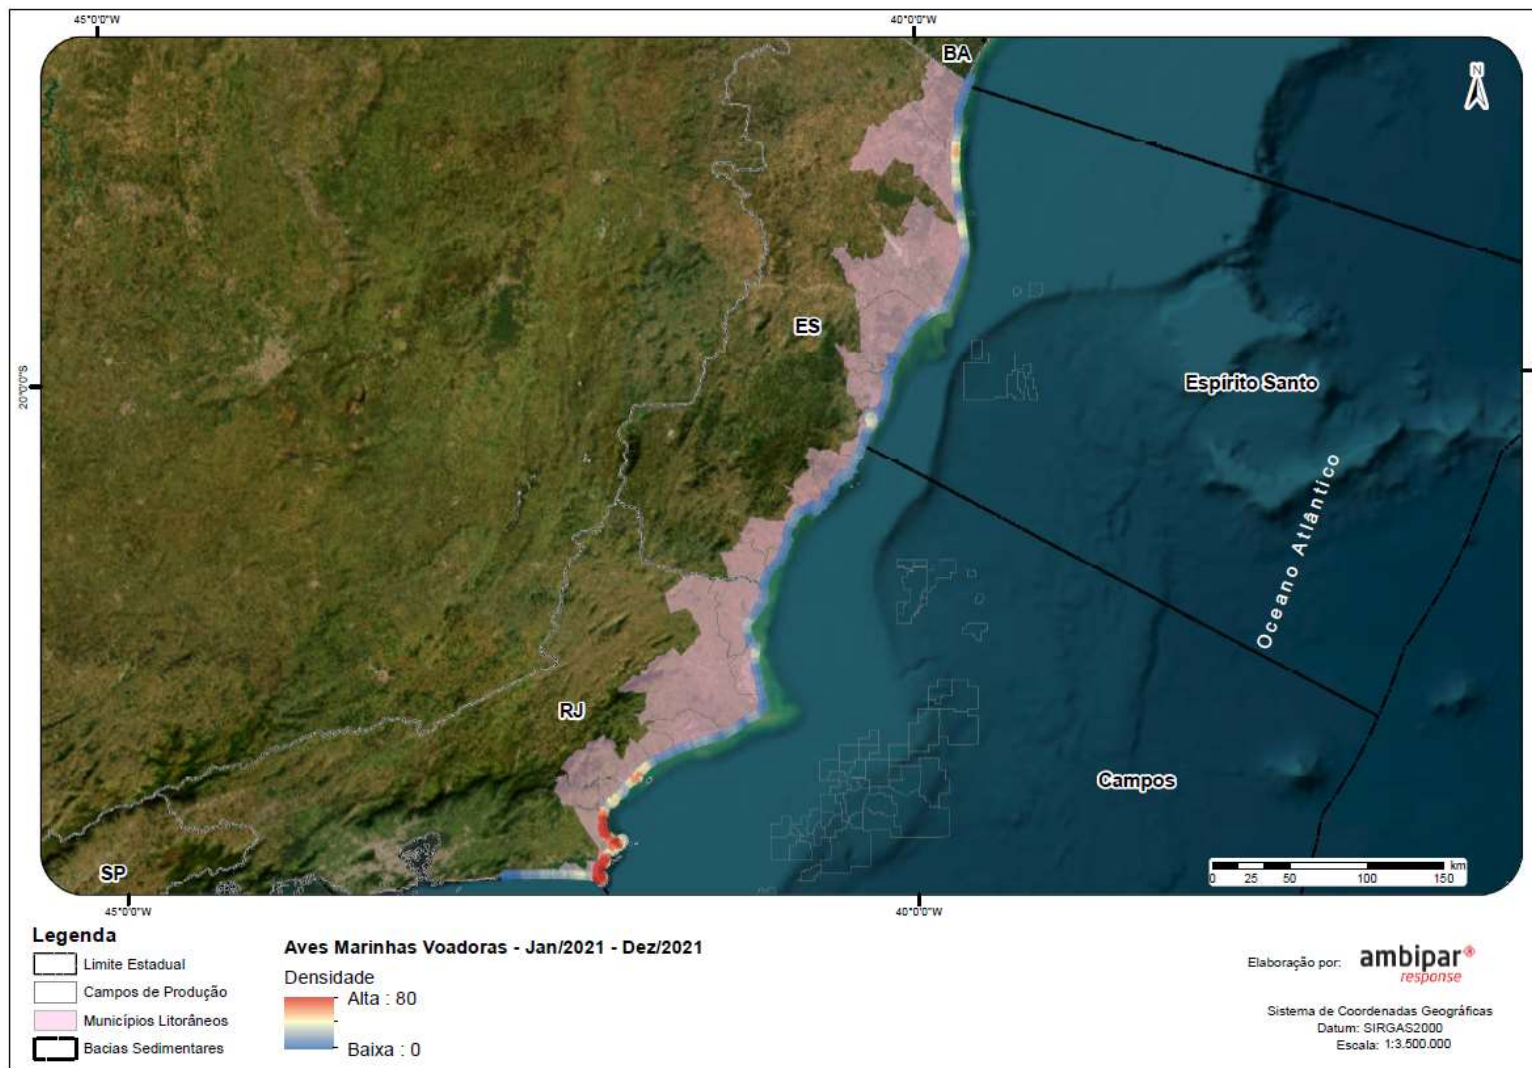 45°0'0"W
40°0'0"W
BA
N
20°0'0"S
ES
Espírito Santo
Oceano Atlântico
RJ
Campos
SP
km
0 25 50 100 150
45°0'0"W
40°0'0"W
Legenda
Limite Estadual
Campos de Produção
Municípios Litorâneos
Bacias Sedimentares
Aves Marinhas Voadoras - Jan/2021 - Dez/2021
Densidade
Alta : 80
Baixa : 0
Elaboração por:
ambipar®
response
Sistema de Coordenadas Geográficas
Datum: SIRGAS2000
Escala: 1:3.500.000